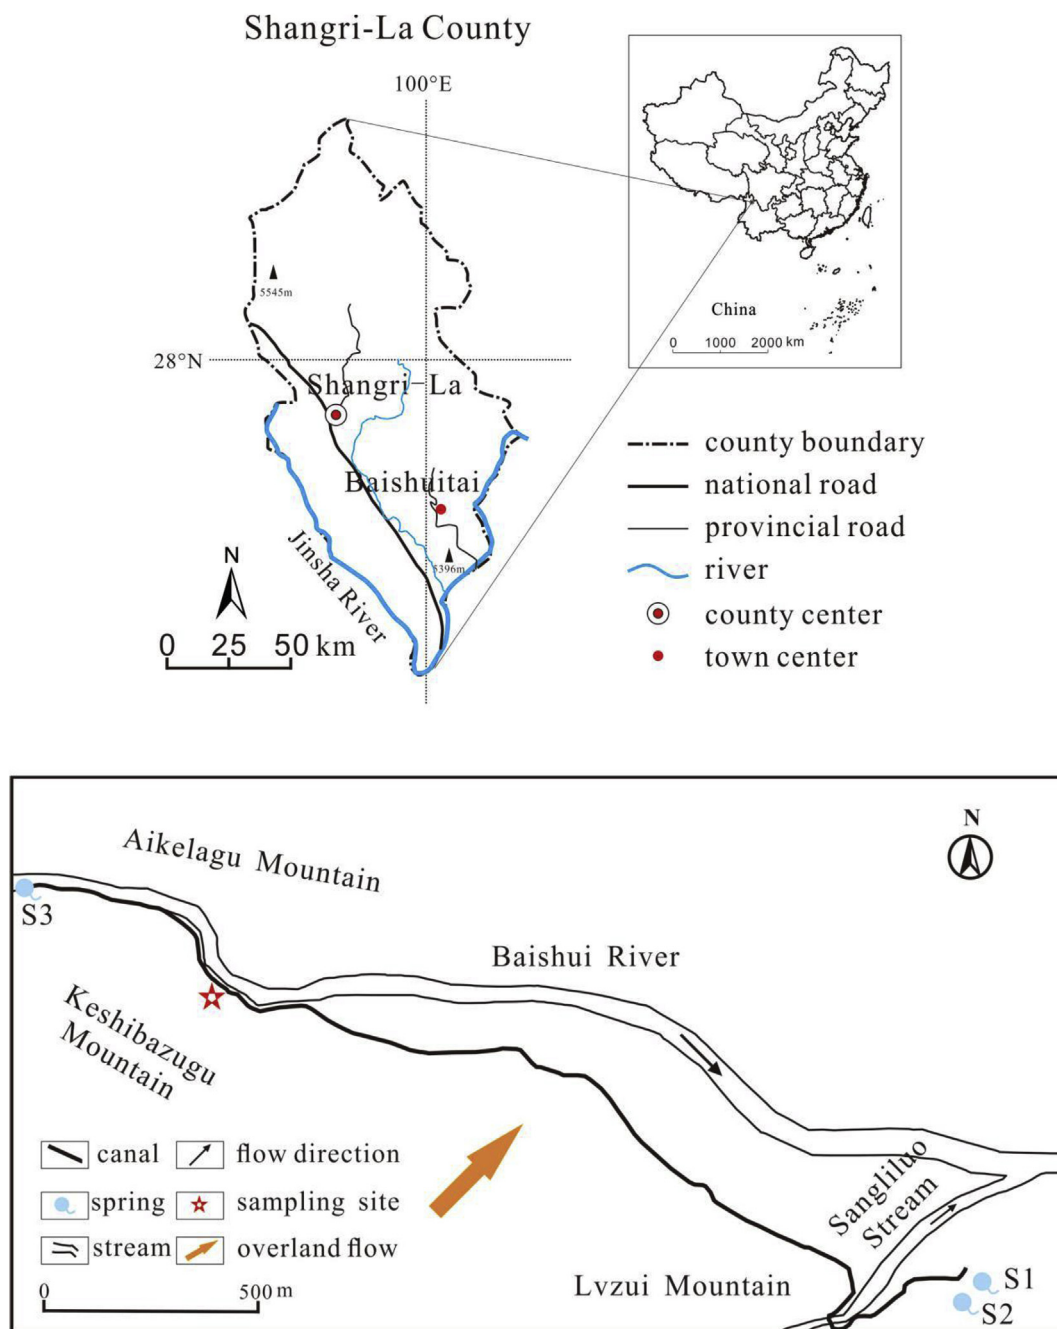 Shangri-La County
100°E
5545m
28°N
Shangri-La
Baishuitai
5396m
Jinsha River
N
0 25 50 km
China
0 1000 2000 km
county boundary
national road
provincial road
river
county center
town center
Aikelagu Mountain
N
S3
Baishui River
Keshibazugu
Mountain
canal
flow direction
spring
sampling site
stream
overland flow
0 500 m
Sangliluo
Stream
Lvzui Mountain
S1
S2